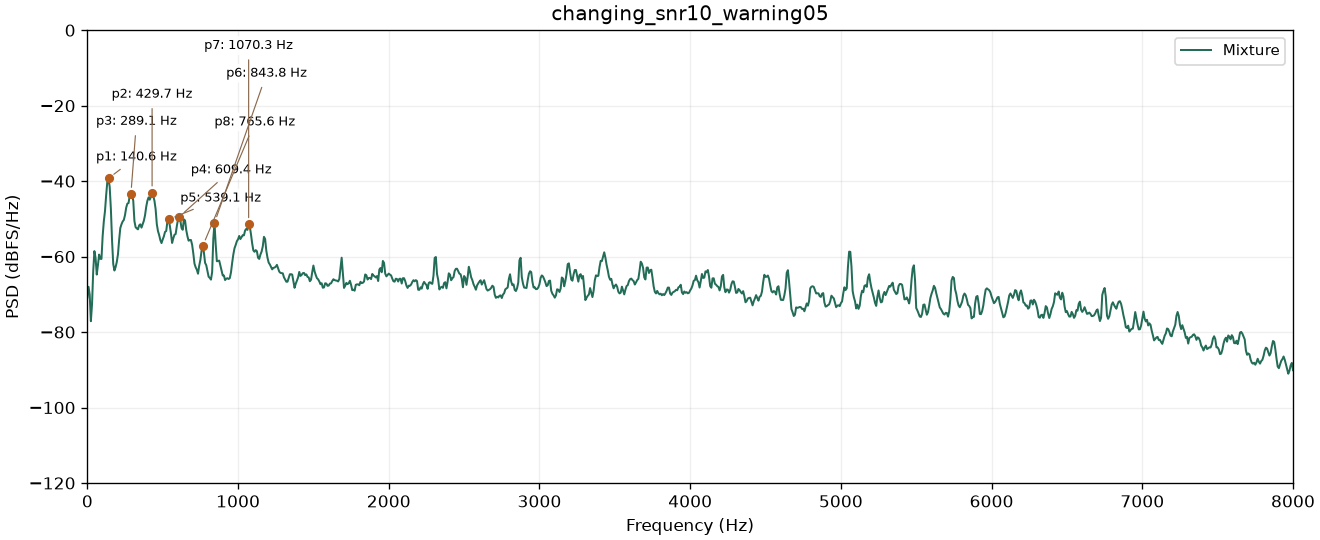 changing_snr10_warning05
Mixture
p7: 1070.3 Hz
p6: 843.8 Hz
p2: 429.7 Hz
p3: 289.1 Hz
p8: 765.6 Hz
p1: 140.6 Hz
p4: 609.4 Hz
p5: 539.1 Hz
PSD (dBFS/Hz)
0
−20
−40
−60
−80
−100
−120
0 1000 2000 3000 4000 5000 6000 7000 8000
Frequency (Hz)